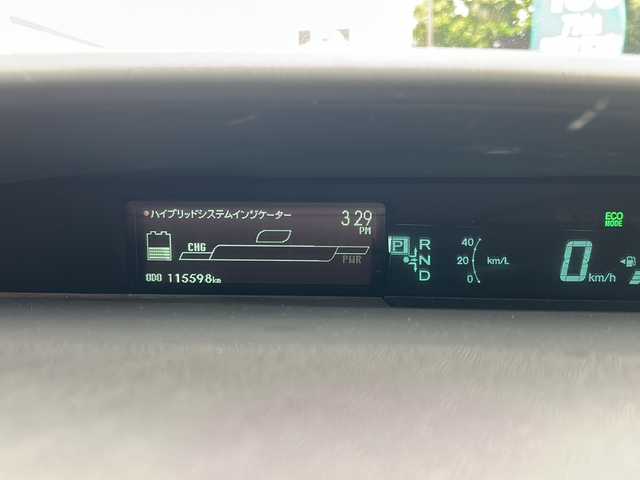 ハイブリッドシステムインジケーター
3:29
PM
CHG
PWR
ODO 115598km
P R
N
D
40
20
0
km/L
0 km/h
ECO
MODE